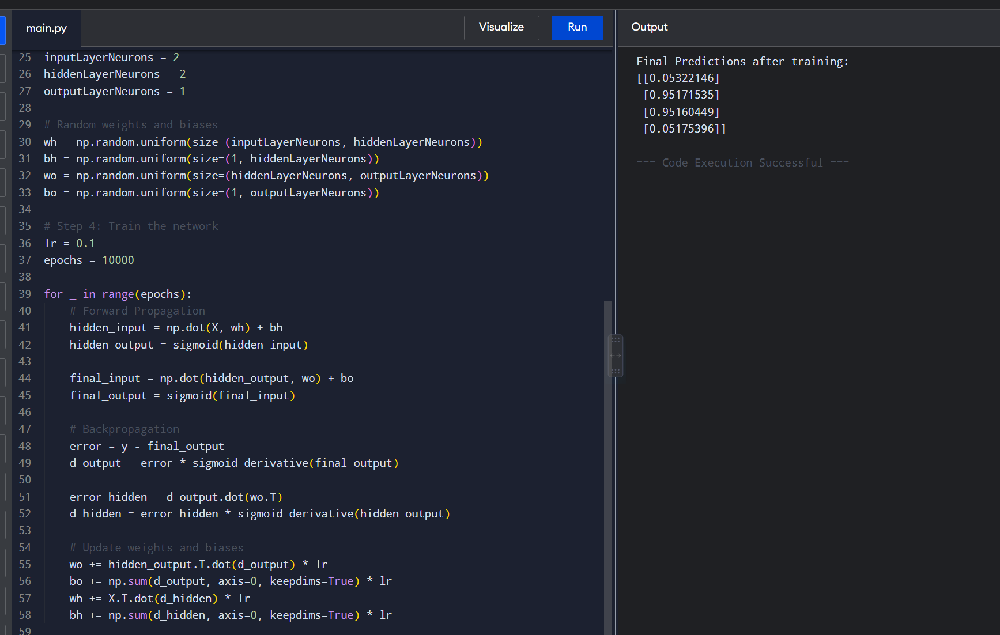 main.py
Visualize
Run
25 inputLayerNeurons = 2
26 hiddenLayerNeurons = 2
27 outputLayerNeurons = 1
28
29 # Random weights and biases
30 wh = np.random.uniform(size=(inputLayerNeurons, hiddenLayerNeurons))
31 bh = np.random.uniform(size=(1, hiddenLayerNeurons))
32 wo = np.random.uniform(size=(hiddenLayerNeurons, outputLayerNeurons))
33 bo = np.random.uniform(size=(1, outputLayerNeurons))
34
35 # Step 4: Train the network
36 lr = 0.1
37 epochs = 10000
38
39 for _ in range(epochs):
40     # Forward Propagation
41     hidden_input = np.dot(X, wh) + bh
42     hidden_output = sigmoid(hidden_input)
43
44     final_input = np.dot(hidden_output, wo) + bo
45     final_output = sigmoid(final_input)
46
47     # Backpropagation
48     error = y - final_output
49     d_output = error * sigmoid_derivative(final_output)
50
51     error_hidden = d_output.dot(wo.T)
52     d_hidden = error_hidden * sigmoid_derivative(hidden_output)
53
54     # Update weights and biases
55     wo += hidden_output.T.dot(d_output) * lr
56     bo += np.sum(d_output, axis=0, keepdims=True) * lr
57     wh += X.T.dot(d_hidden) * lr
58     bh += np.sum(d_hidden, axis=0, keepdims=True) * lr
59
Output
Final Predictions after training:
[[0.05322146]
 [0.95171535]
 [0.95160449]
 [0.05175396]]
=== Code Execution Successful ===